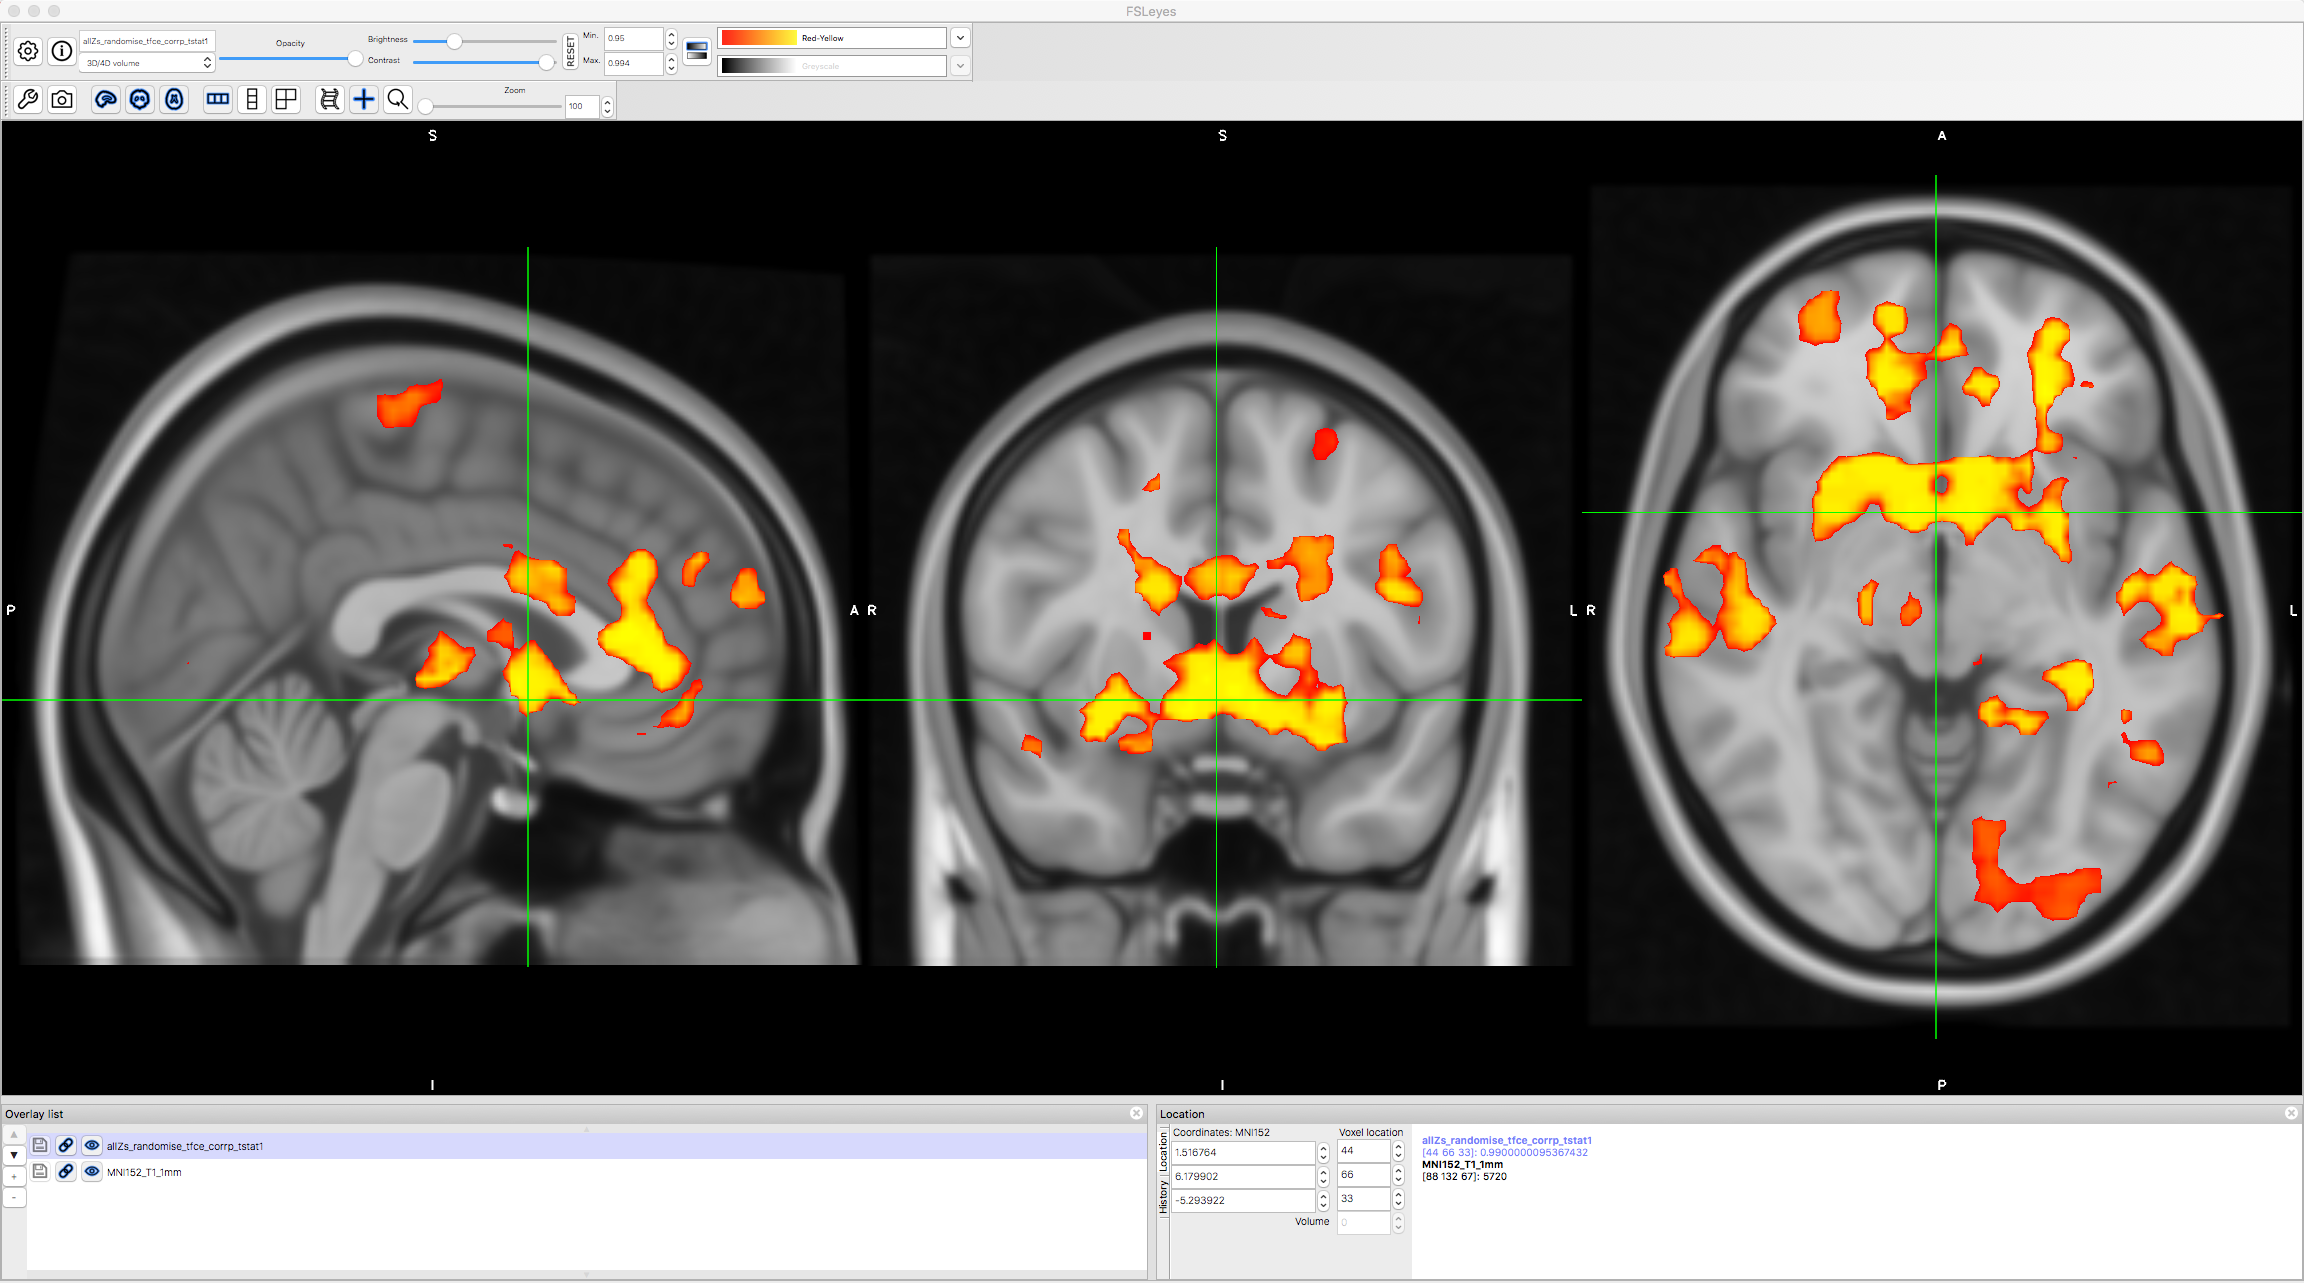 FSLeyes
allZs_randomise_tfce_corrp_tstat1
3D/4D volume
Opacity
Brightness
Contrast
RESET
Min. 0.95
Max. 0.994
Red-Yellow
Greyscale
Zoom
100
S
S
A
P
A R
L R
L
I
I
P
Overlay list
allZs_randomise_tfce_corrp_tstat1
MNI152_T1_1mm
Location
Location
History
Coordinates: MNI152
Voxel location
1.516764
44
6.179902
66
-5.293922
33
Volume
0
allZs_randomise_tfce_corrp_tstat1
[44 66 33]: 0.9900000095367432
MNI152_T1_1mm
[88 132 67]: 5720